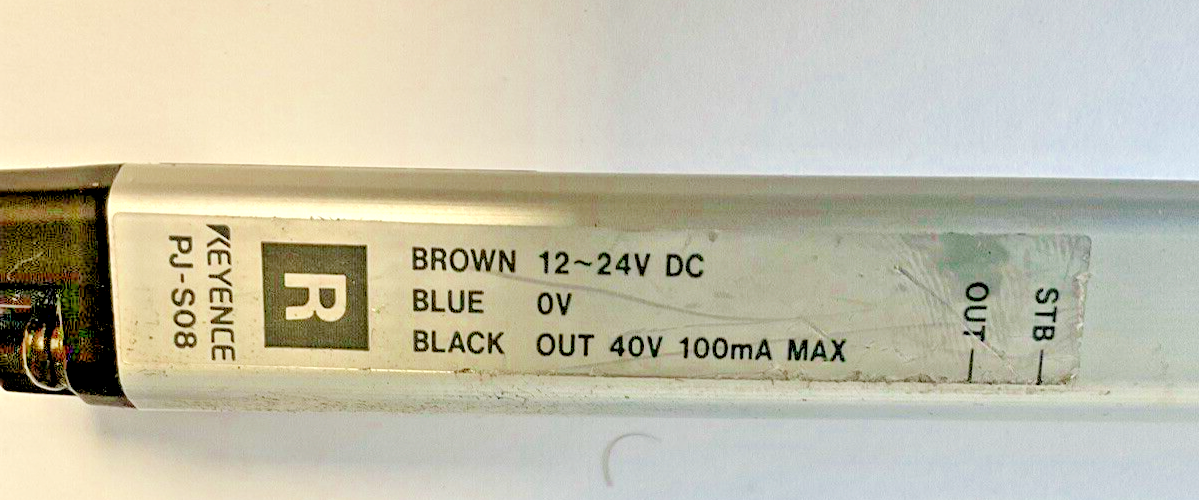 KEYENCE
PJ-S08
R
BROWN 12~24V DC
BLUE 0V
BLACK OUT 40V 100mA MAX
OUT
STB